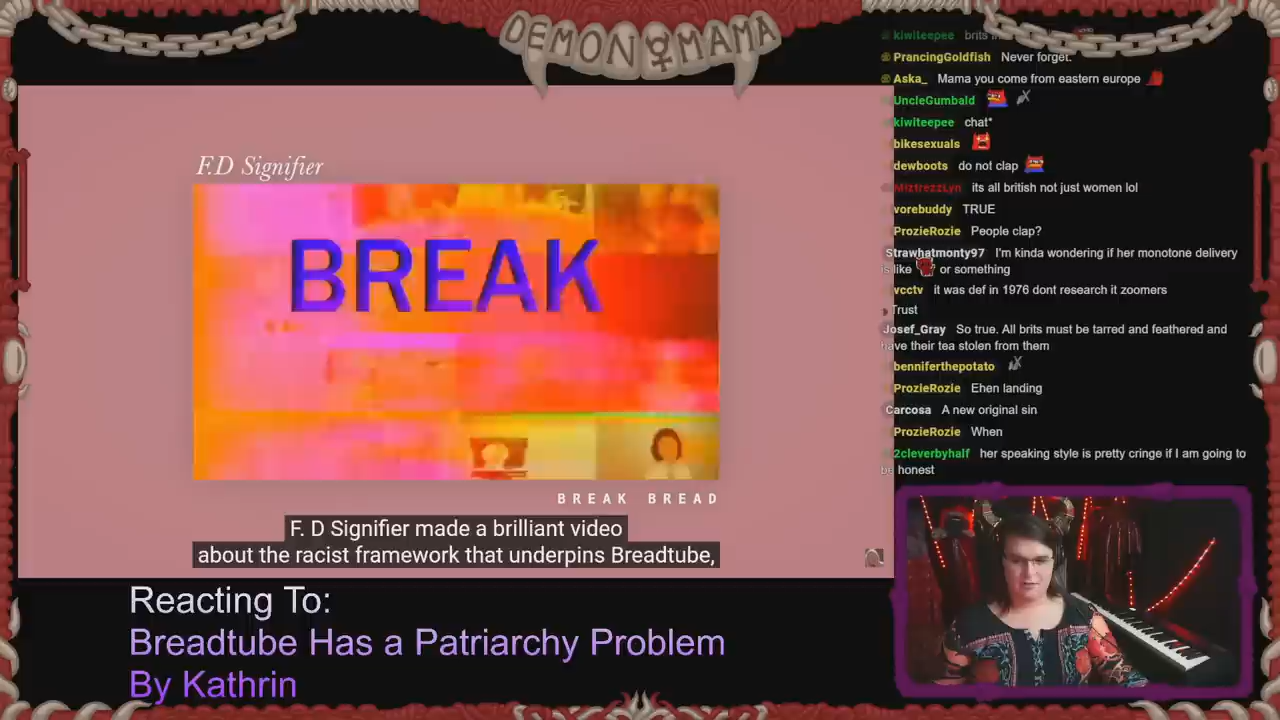 DEMON MAMA
F.D Signifier
BREAK
BREAK BREAD
F. D Signifier made a brilliant video
about the racist framework that underpins Breadtube,
Reacting To:
Breadtube Has a Patriarchy Problem
By Kathrin
kiwiteepee brits
PrancingGoldfish Never forget.
Aska_ Mama you come from eastern europe
UncleGumbald
kiwiteepee chat*
bikesexuals
dewboots do not clap
MiztrezzLyn its all british not just women lol
vorebuddy TRUE
ProzieRozie People clap?
Strawhatmonty97 I'm kinda wondering if her monotone delivery
is like or something
vcctv it was def in 1976 dont research it zoomers
Trust
Josef_Gray So true. All brits must be tarred and feathered and
have their tea stolen from them
benniferthepotato
ProzieRozie Ehen landing
Carcosa A new original sin
ProzieRozie When
2cleverbyhalf her speaking style is pretty cringe if I am going to
be honest